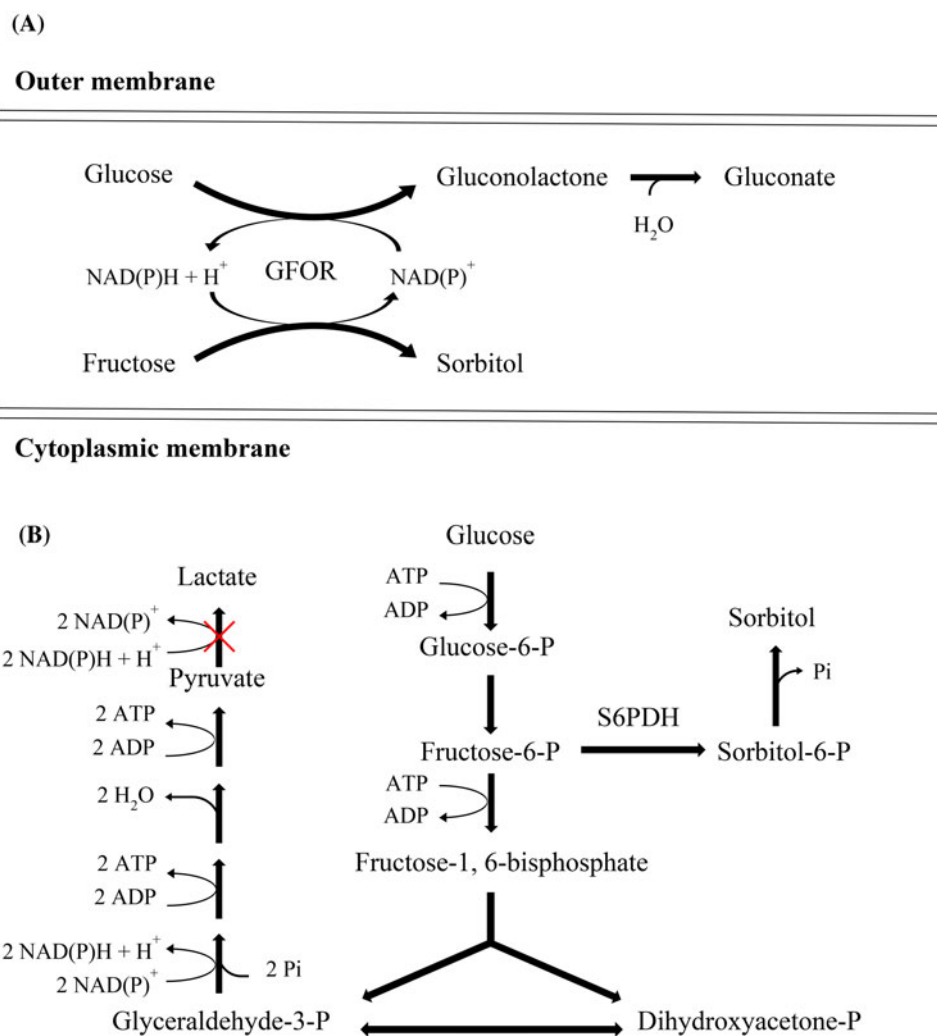 (A)
Outer membrane
Glucose
Gluconolactone
Gluconate
H₂O
NAD(P)H + H⁺
GFOR
NAD(P)⁺
Fructose
Sorbitol
Cytoplasmic membrane
(B)
Glucose
ATP
ADP
Glucose-6-P
Fructose-6-P
S6PDH
Sorbitol-6-P
Pi
Sorbitol
ATP
ADP
Fructose-1, 6-bisphosphate
Lactate
2 NAD(P)⁺
2 NAD(P)H + H⁺
Pyruvate
2 ATP
2 ADP
2 H₂O
2 ATP
2 ADP
2 NAD(P)H + H⁺
2 NAD(P)⁺
2 Pi
Glyceraldehyde-3-P
Dihydroxyacetone-P